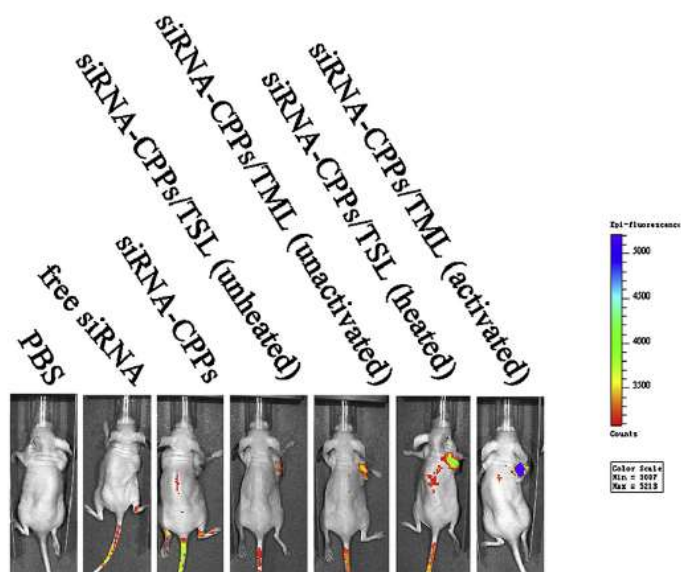 PBS
free siRNA
siRNA-CPPs
siRNA-CPPs/TSL (unheated)
siRNA-CPPs/TML (unactivated)
siRNA-CPPs/TSL (heated)
siRNA-CPPs/TML (activated)
Epi-fluorescence
5000
4500
4000
3500
Counts
Color Scale
Min = 3007
Max = 5218